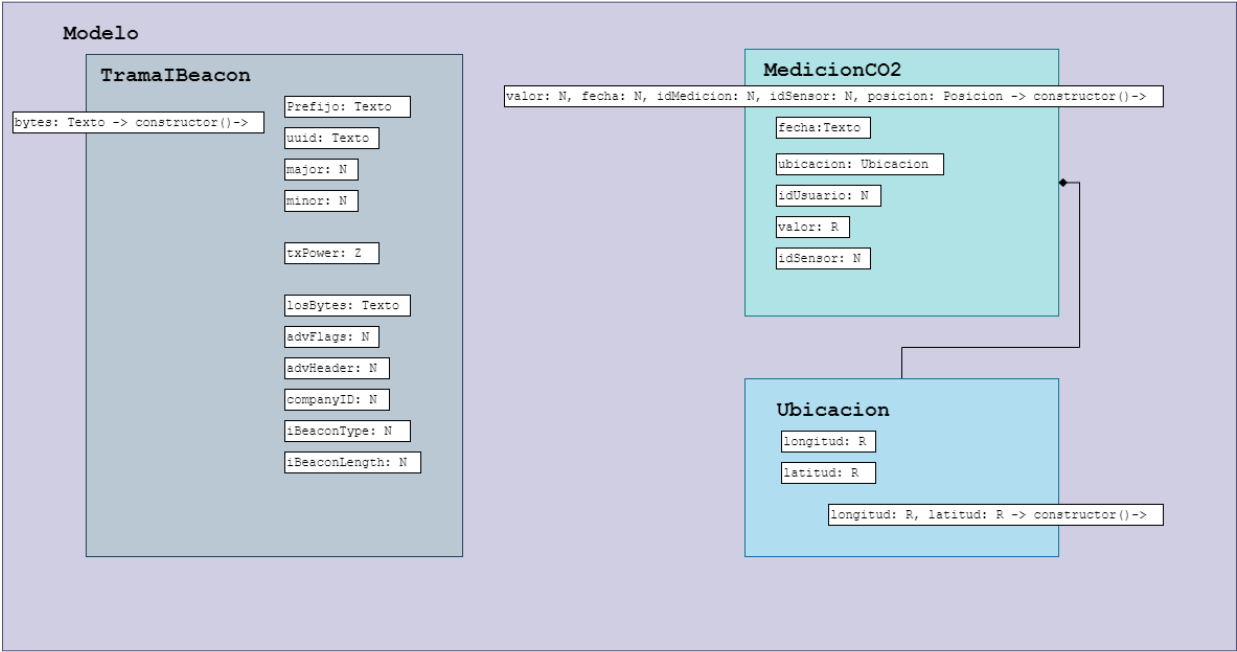 Modelo
TramaIBeacon
bytes: Texto -> constructor()->
Prefijo: Texto
uuid: Texto
major: N
minor: N
txPower: Z
losBytes: Texto
advFlags: N
advHeader: N
companyID: N
iBeaconType: N
iBeaconLength: N
MedicionCO2
valor: N, fecha: N, idMedicion: N, idSensor: N, posicion: Posicion -> constructor()->
fecha:Texto
ubicacion: Ubicacion
idUsuario: N
valor: R
idSensor: N
Ubicacion
longitud: R
latitud: R
longitud: R, latitud: R -> constructor()->